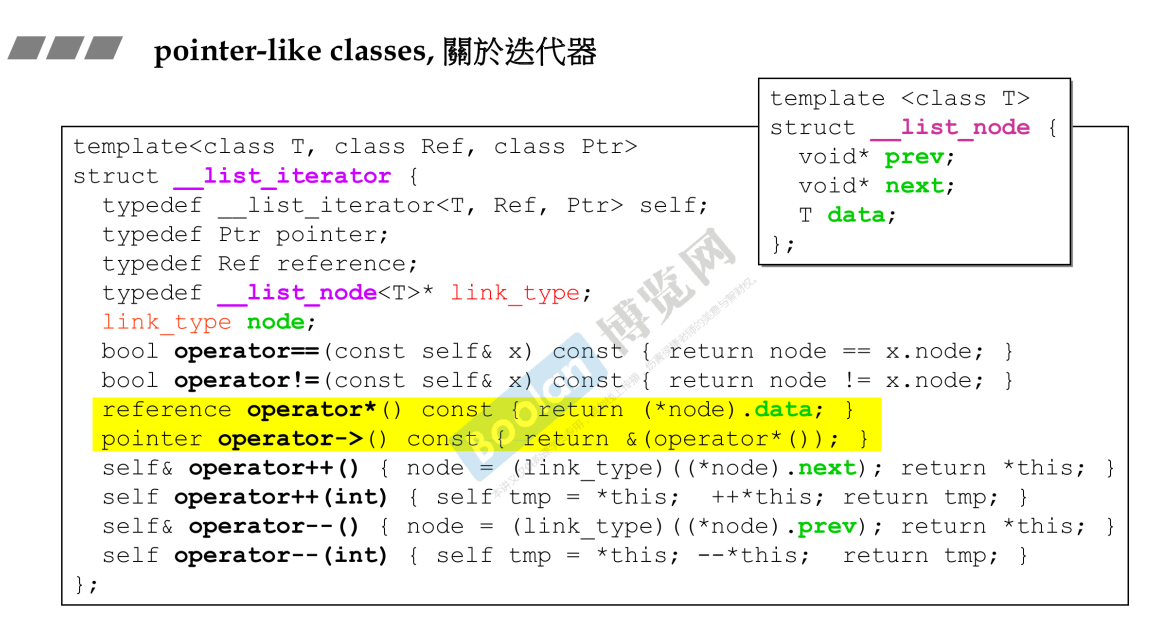 pointer-like classes, 關於迭代器
template <class T>
struct __list_node {
void* prev;
void* next;
T data;
};
template<class T, class Ref, class Ptr>
struct __list_iterator {
typedef __list_iterator<T, Ref, Ptr> self;
typedef Ptr pointer;
typedef Ref reference;
typedef __list_node<T>* link_type;
link_type node;
bool operator==(const self& x) const { return node == x.node; }
bool operator!=(const self& x) const { return node != x.node; }
reference operator*() const { return (*node).data; }
pointer operator->() const { return &(operator*()); }
self& operator++() { node = (link_type)((*node).next); return *this; }
self operator++(int) { self tmp = *this; ++*this; return tmp; }
self& operator--() { node = (link_type)((*node).prev); return *this; }
self operator--(int) { self tmp = *this; --*this; return tmp; }
};
Boolan 博览网